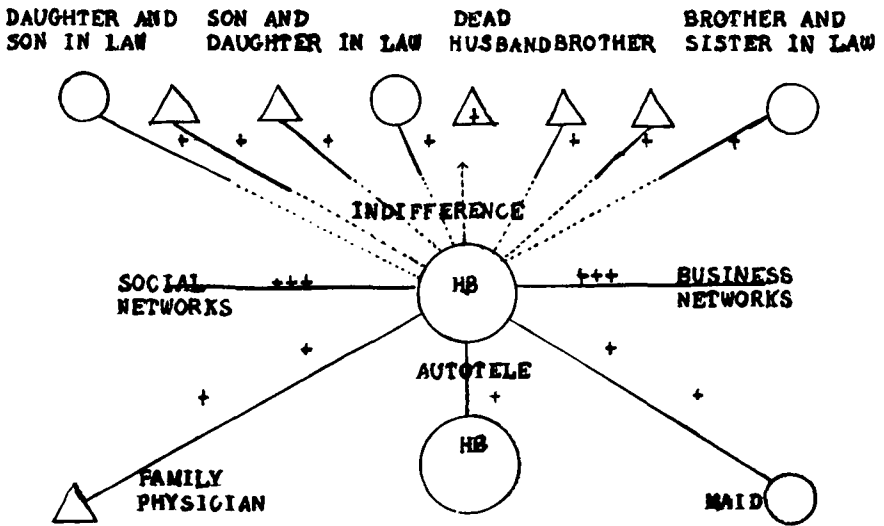 DAUGHTER AND
SON IN LAW
SON AND
DAUGHTER IN LAW
DEAD
HUSBAND
BROTHER
BROTHER AND
SISTER IN LAW
+
+ + + + + + +
INDIFFERENCE
SOCIAL
NETWORKS
+++
HB
+++
BUSINESS
NETWORKS
+ +
AUTOTELE
+ + +
HB
FAMILY
PHYSICIAN
MAID